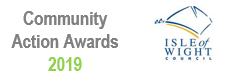 Community
Action Awards
2019
ISLE of
WIGHT
COUNCIL